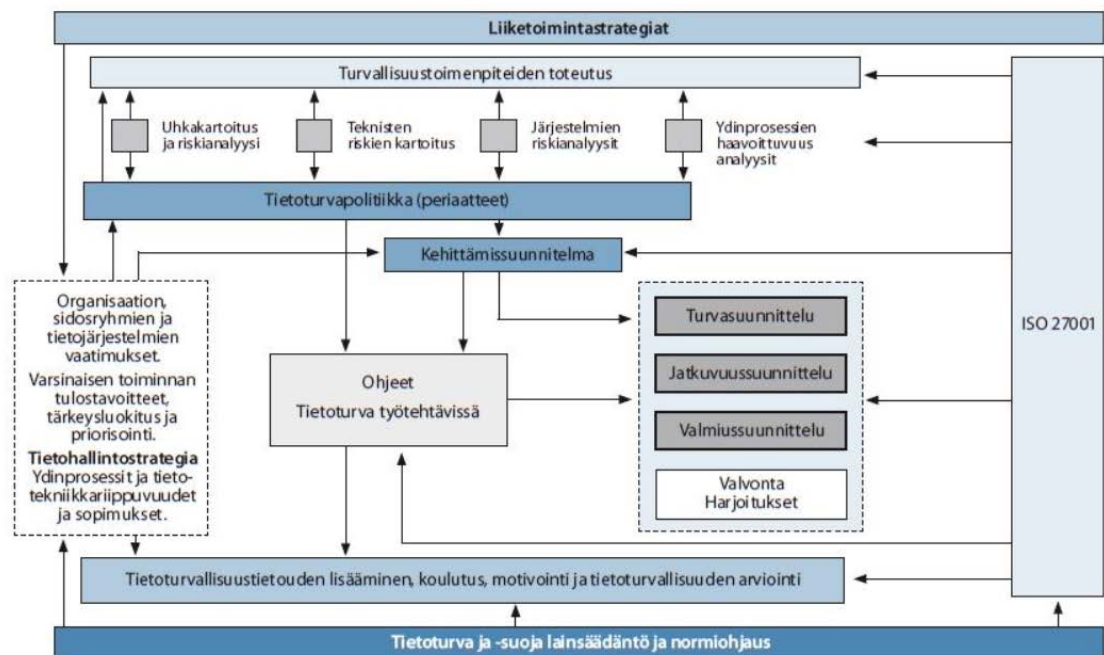 Liiketoimintastrategiat
Turvallisuustoimenpiteiden toteutus
Uhkakartoitus
ja riskianalyysi
Teknisten
riskien kartoitus
Järjestelmien
riskianalyysit
Ydinprosessien
haavoittuvuus
analyysit
Tietoturvapolitiikka (periaatteet)
Kehittämissuunnitelma
Organisaation,
sidosryhmien ja
tietojärjestelmien
vaatimukset.
Varsinaisen toiminnan
tulostavoitteet,
tärkeysluokitus ja
priorisointi.
Tietohallintostrategia
Ydinprosessit ja tieto-
tekniikkariippuvuudet
ja sopimukset.
Ohjeet
Tietoturva työtehtävissä
Turvasuunnittelu
Jatkuvuussuunnittelu
Valmiussuunnittelu
Valvonta
Harjoitukset
ISO 27001
Tietoturvallisuustietouden lisääminen, koulutus, motivointi ja tietoturvallisuuden arviointi
Tietoturva ja -suoja lainsäädäntö ja normiohjaus